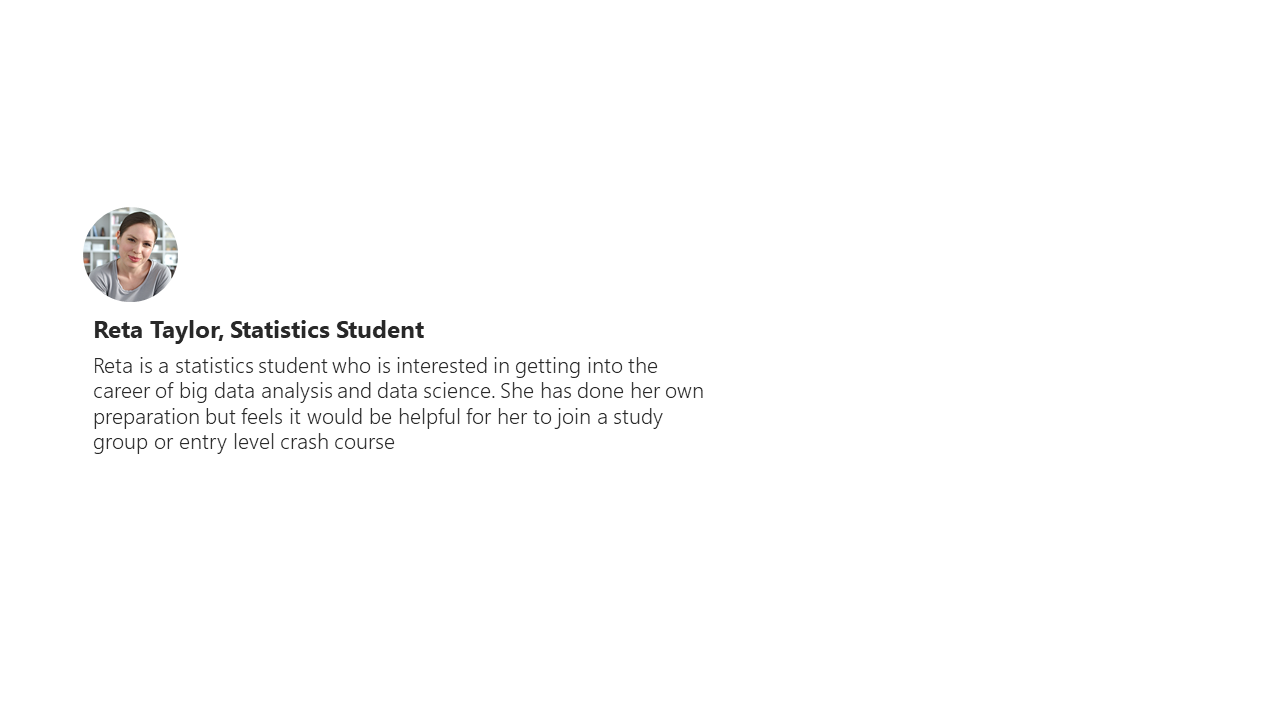 Reta Taylor, Statistics Student
Reta is a statistics student who is interested in getting into the
career of big data analysis and data science. She has done her own
preparation but feels it would be helpful for her to join a study
group or entry level crash course